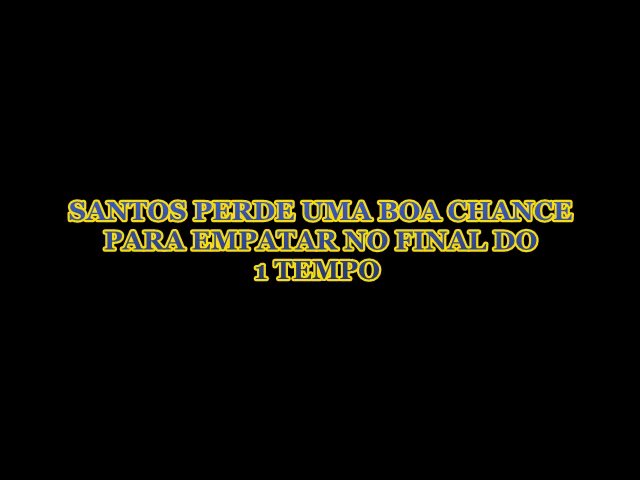 SANTOS PERDE UMA BOA CHANCE
PARA EMPATAR NO FINAL DO
1 TEMPO